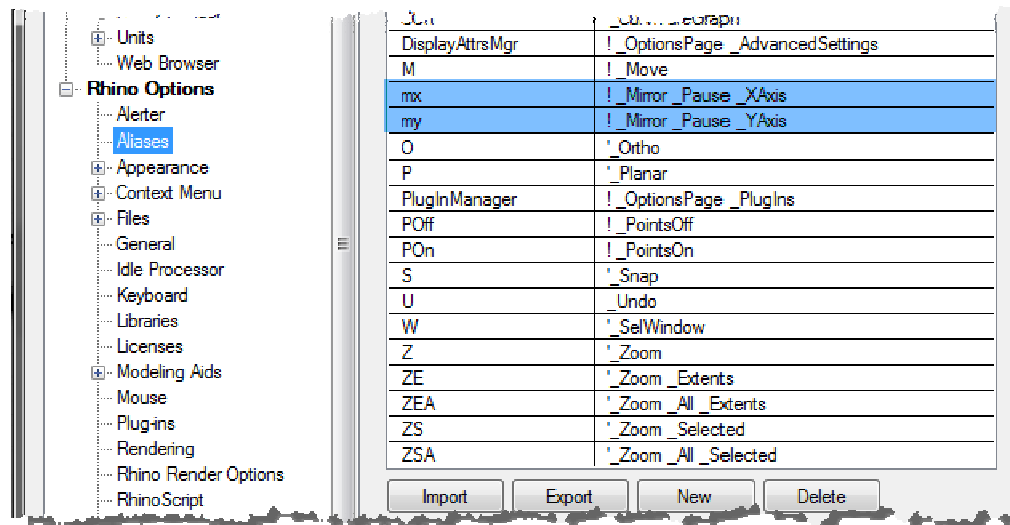 Units
Web Browser
Rhino Options
Alerter
Aliases
Appearance
Context Menu
Files
General
Idle Processor
Keyboard
Libraries
Licenses
Modeling Aids
Mouse
Plug-ins
Rendering
Rhino Render Options
RhinoScript
DisplayAttrsMgr ! _OptionsPage _AdvancedSettings
M ! _Move
mx ! _Mirror _Pause _XAxis
my ! _Mirror _Pause _YAxis
O '_Ortho
P '_Planar
PlugInManager ! _OptionsPage _PlugIns
POff ! _PointsOff
POn ! _PointsOn
S '_Snap
U _Undo
W '_SelWindow
Z '_Zoom
ZE '_Zoom _Extents
ZEA '_Zoom _All _Extents
ZS '_Zoom _Selected
ZSA '_Zoom _All _Selected
Import Export New Delete